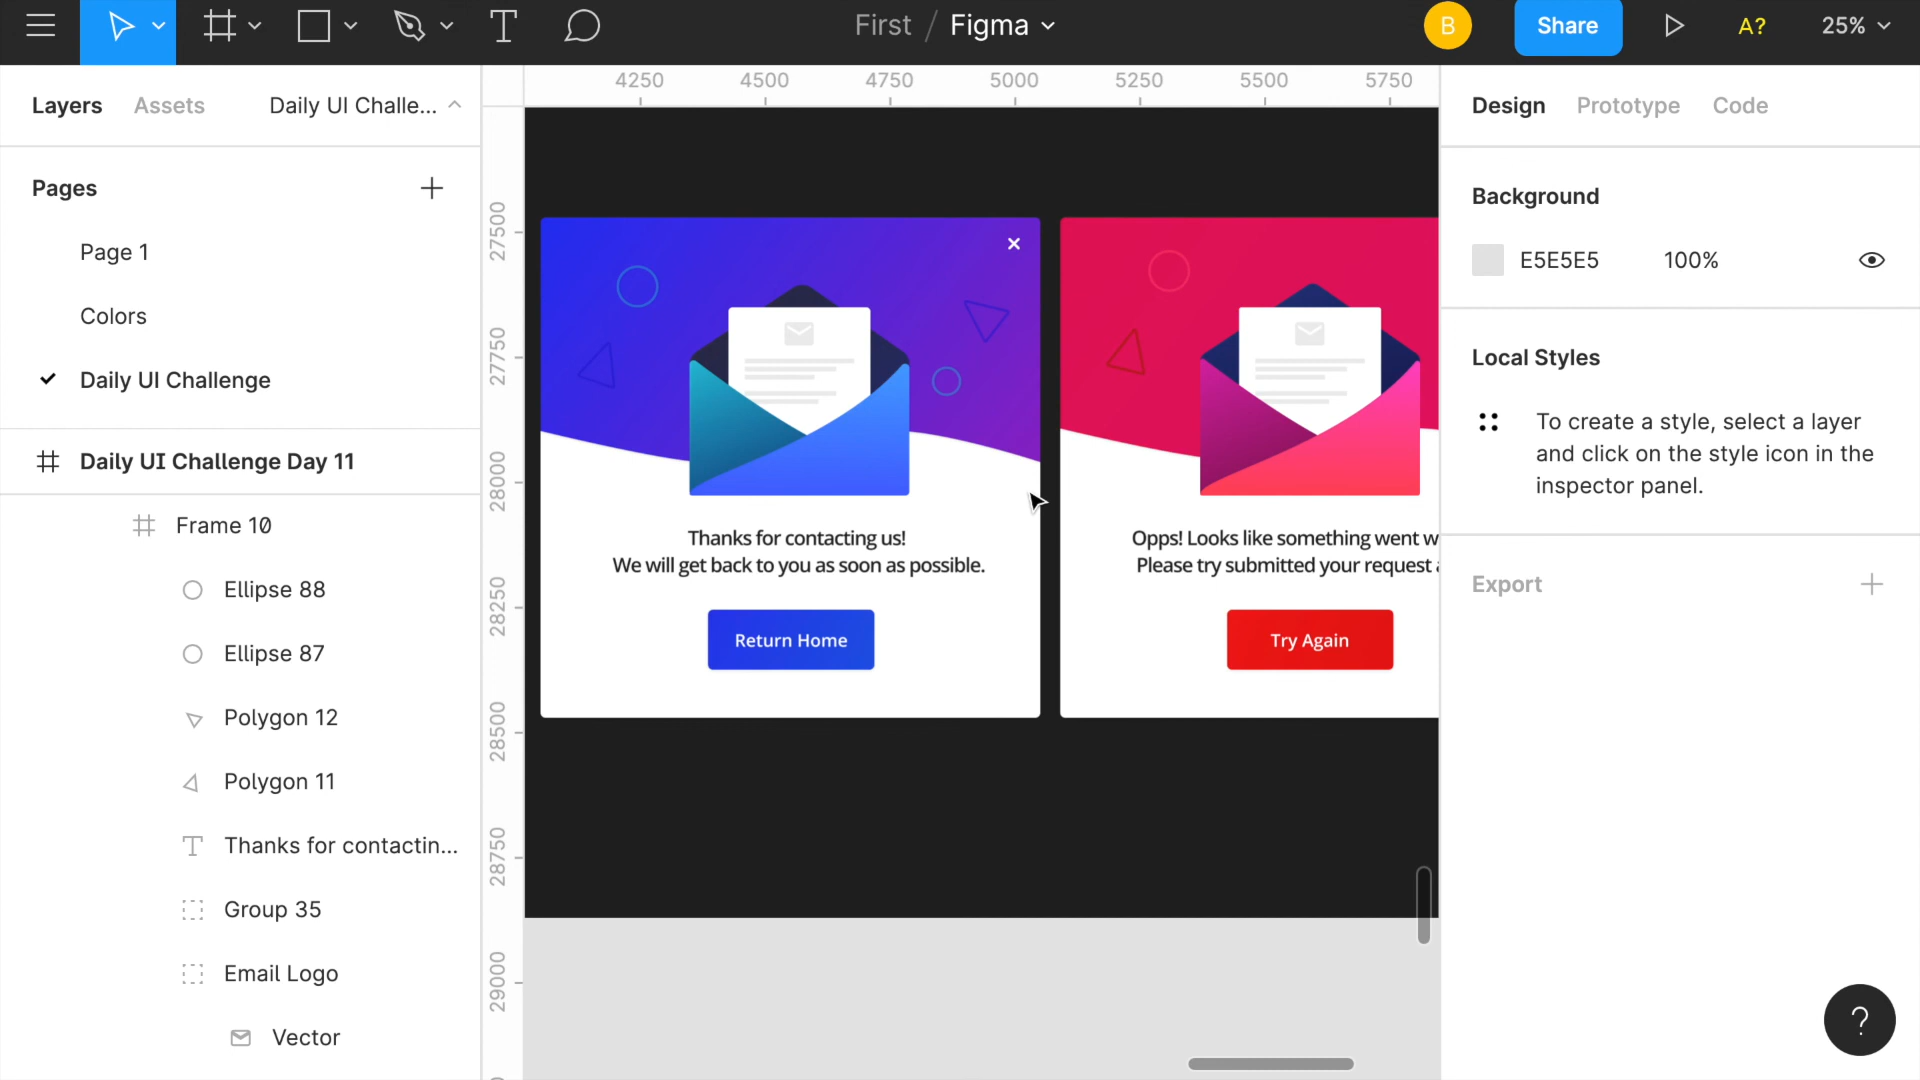 First / Figma
B
Share
A?
25%
Layers
Assets
Daily UI Challe...
4250
4500
4750
5000
5250
5500
5750
Design
Prototype
Code
Pages
Page 1
Colors
Daily UI Challenge
Daily UI Challenge Day 11
Frame 10
Ellipse 88
Ellipse 87
Polygon 12
Polygon 11
Thanks for contactin...
Group 35
Email Logo
Vector
27500
27750
28000
28250
28500
28750
29000
Thanks for contacting us!
We will get back to you as soon as possible.
Return Home
Opps! Looks like something went w
Please try submitted your request
Try Again
Background
E5E5E5
100%
Local Styles
To create a style, select a layer
and click on the style icon in the
inspector panel.
Export
?